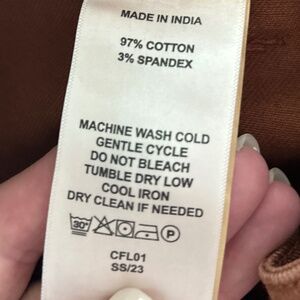 MADE IN INDIA
97% COTTON
3% SPANDEX
MACHINE WASH COLD
GENTLE CYCLE
DO NOT BLEACH
TUMBLE DRY LOW
COOL IRON
DRY CLEAN IF NEEDED
30° P
CFL01
SS/23